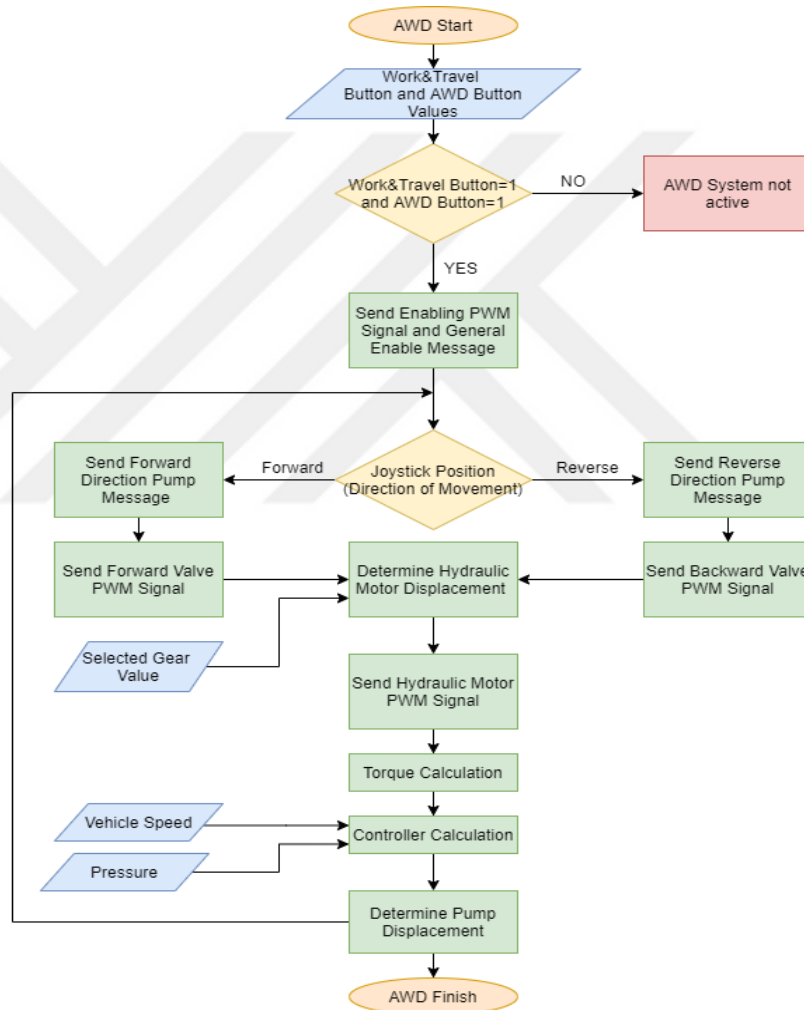 AWD Start
Work&Travel
Button and AWD Button
Values
Work&Travel Button=1
and AWD Button=1
NO
AWD System not
active
YES
Send Enabling PWM
Signal and General
Enable Message
Send Forward
Direction Pump
Message
Forward
Joystick Position
(Direction of Movement)
Reverse
Send Reverse
Direction Pump
Message
Send Forward Valve
PWM Signal
Determine Hydraulic
Motor Displacement
Send Backward Valve
PWM Signal
Selected Gear
Value
Send Hydraulic Motor
PWM Signal
Torque Calculation
Vehicle Speed
Controller Calculation
Pressure
Determine Pump
Displacement
AWD Finish